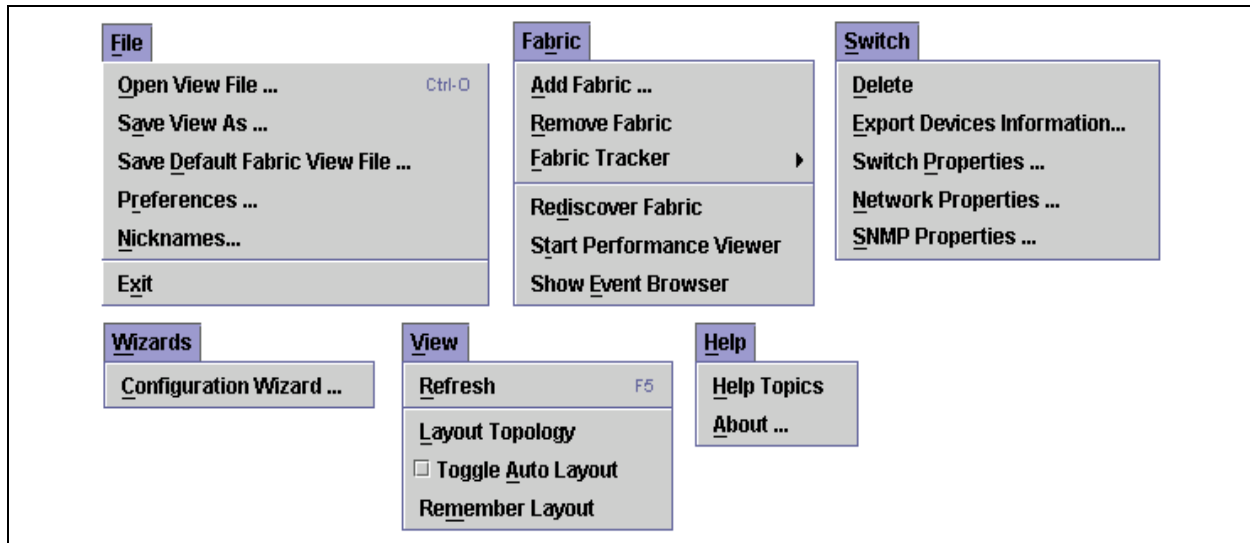 File
Open View File ... Ctrl-O
Save View As ...
Save Default Fabric View File ...
Preferences ...
Nicknames...
Exit
Fabric
Add Fabric ...
Remove Fabric
Fabric Tracker
Rediscover Fabric
Start Performance Viewer
Show Event Browser
Switch
Delete
Export Devices Information...
Switch Properties ...
Network Properties ...
SNMP Properties ...
Wizards
Configuration Wizard ...
View
Refresh F5
Layout Topology
Toggle Auto Layout
Remember Layout
Help
Help Topics
About ...